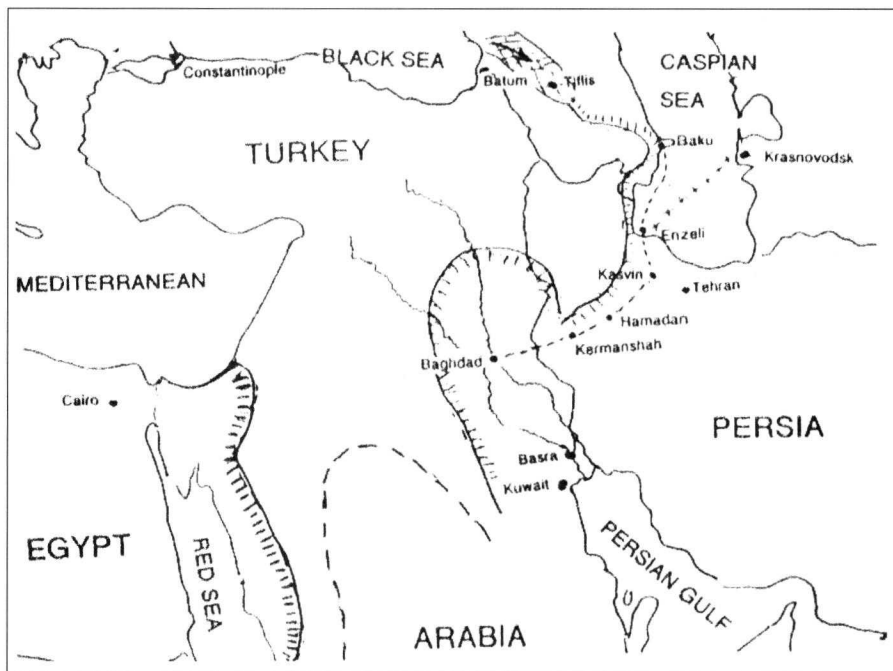 BLACK SEA
Constantinople
Batum
Tiflis
CASPIAN
SEA
TURKEY
Baku
Krasnovodsk
Enzeli
MEDITERRANEAN
Kasvin
Tehran
Hamadan
Baghdad
Kermanshah
Cairo
PERSIA
Basra
Kuwait
EGYPT
RED SEA
PERSIAN GULF
ARABIA